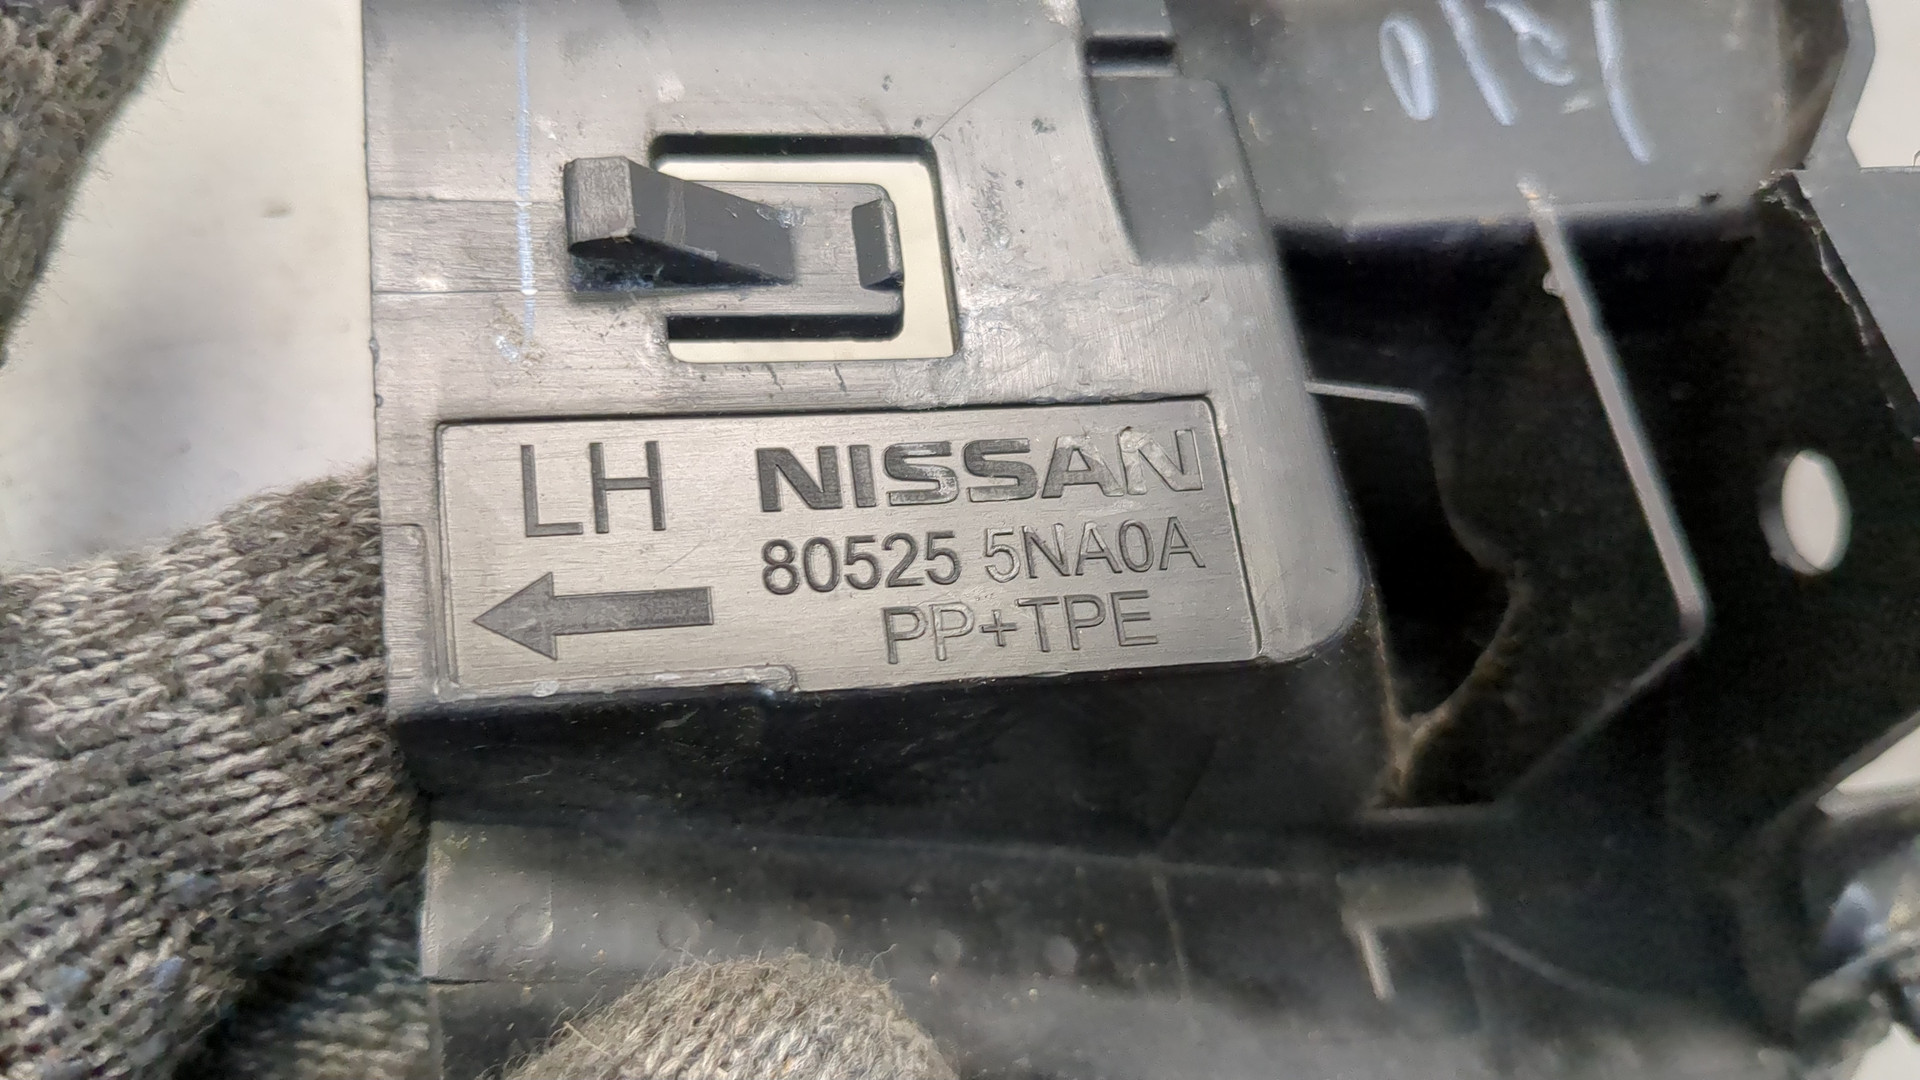 LH NISSAN
80525 5NA0A
PP+TPE